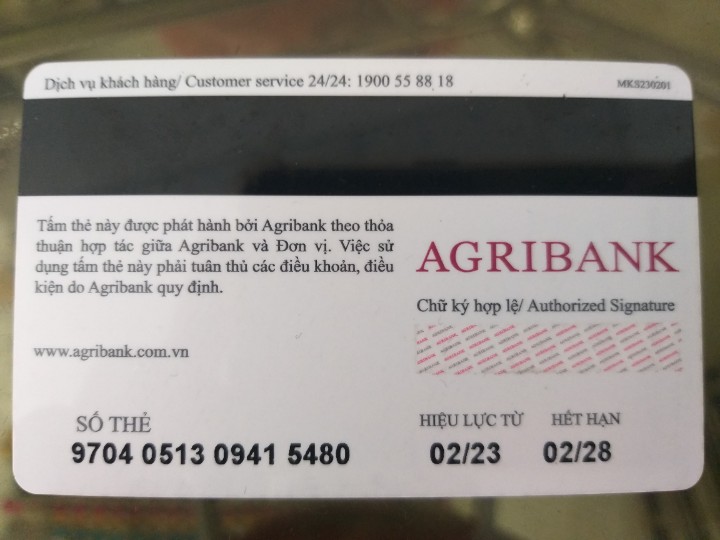 Dịch vụ khách hàng/ Customer service 24/24: 1900 55 88 18
MKS230201
Tấm thẻ này được phát hành bởi Agribank theo thỏa
thuận hợp tác giữa Agribank và Đơn vị. Việc sử
dụng tấm thẻ này phải tuân thủ các điều khoản, điều
kiện do Agribank quy định.
AGRIBANK
Chữ ký hợp lệ/ Authorized Signature
www.agribank.com.vn
SỐ THẺ
9704 0513 0941 5480
HIỆU LỰC TỪ HẾT HẠN
02/23 02/28